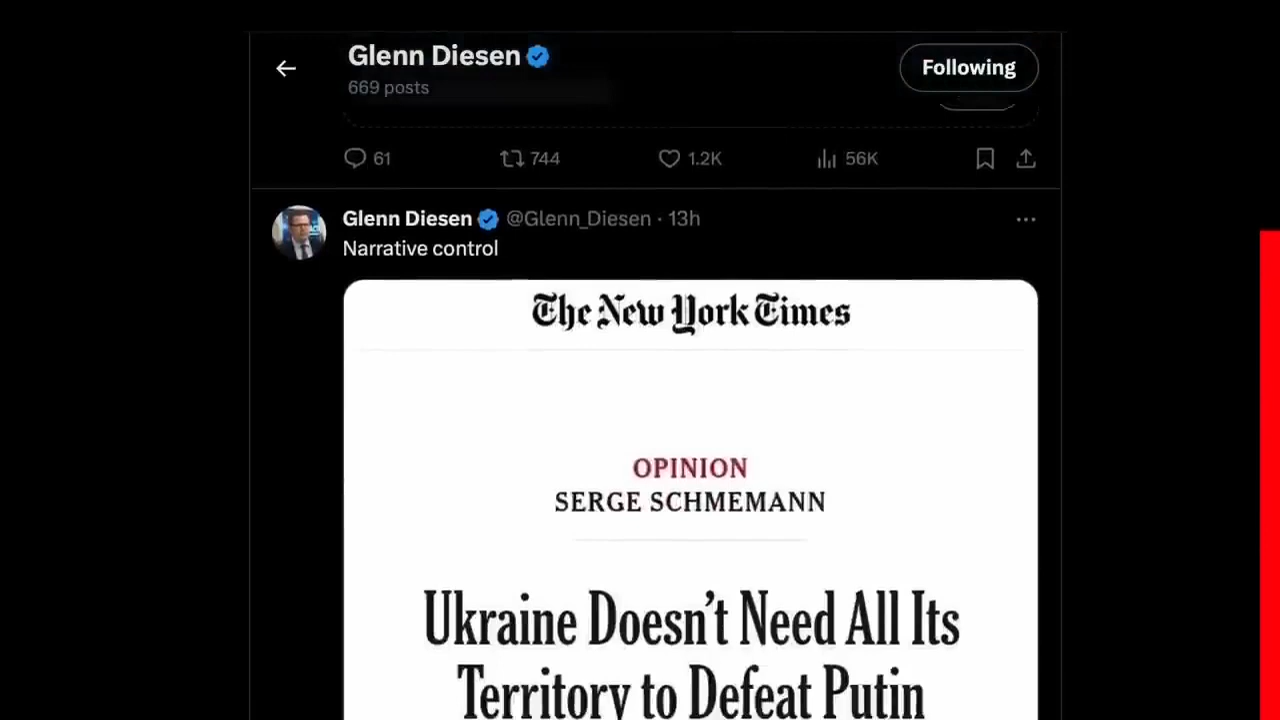 Glenn Diesen
Following
669 posts
61 744 1.2K 56K
Glenn Diesen @Glenn_Diesen · 13h
Narrative control
The New York Times
OPINION
SERGE SCHMEMANN
Ukraine Doesn’t Need All Its
Territory to Defeat Putin